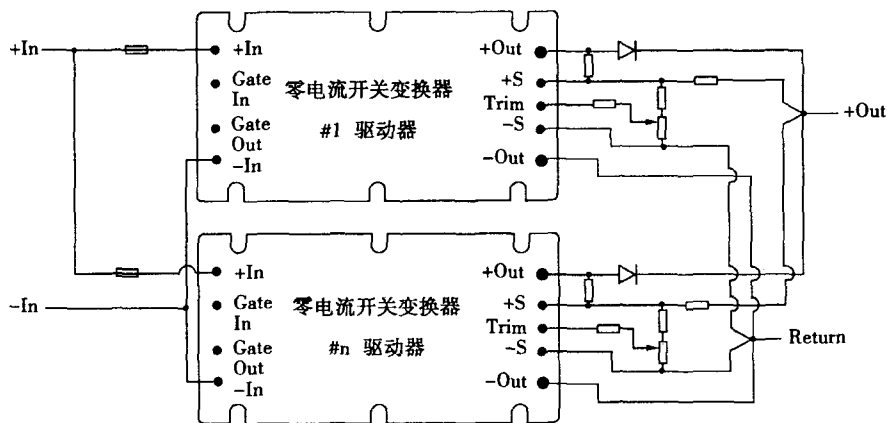 +In
+In
Gate
In
Gate
Out
-In
零电流开关变换器
#1 驱动器
+Out
+S
Trim
-S
-Out
+Out
-In
+In
Gate
In
Gate
Out
-In
零电流开关变换器
#n 驱动器
+Out
+S
Trim
-S
-Out
Return